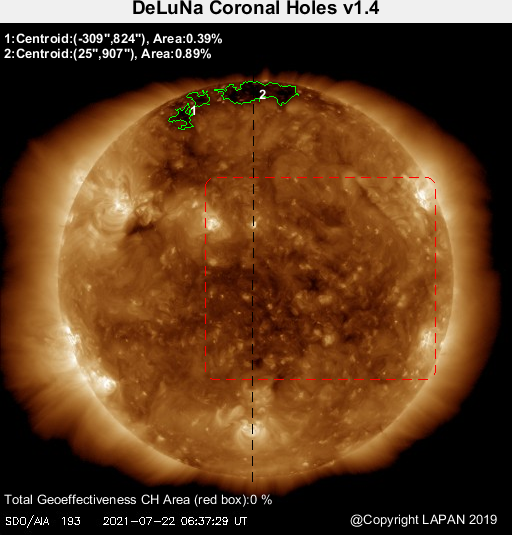 DeLuNa Coronal Holes v1.4
1:Centroid:(-309",824"), Area:0.39%
2:Centroid:(25",907"), Area:0.89%
1
2
Total Geoeffectiveness CH Area (red box):0 %
SDO/AIA 193 2021-07-22 06:37:29 UT
@Copyright LAPAN 2019